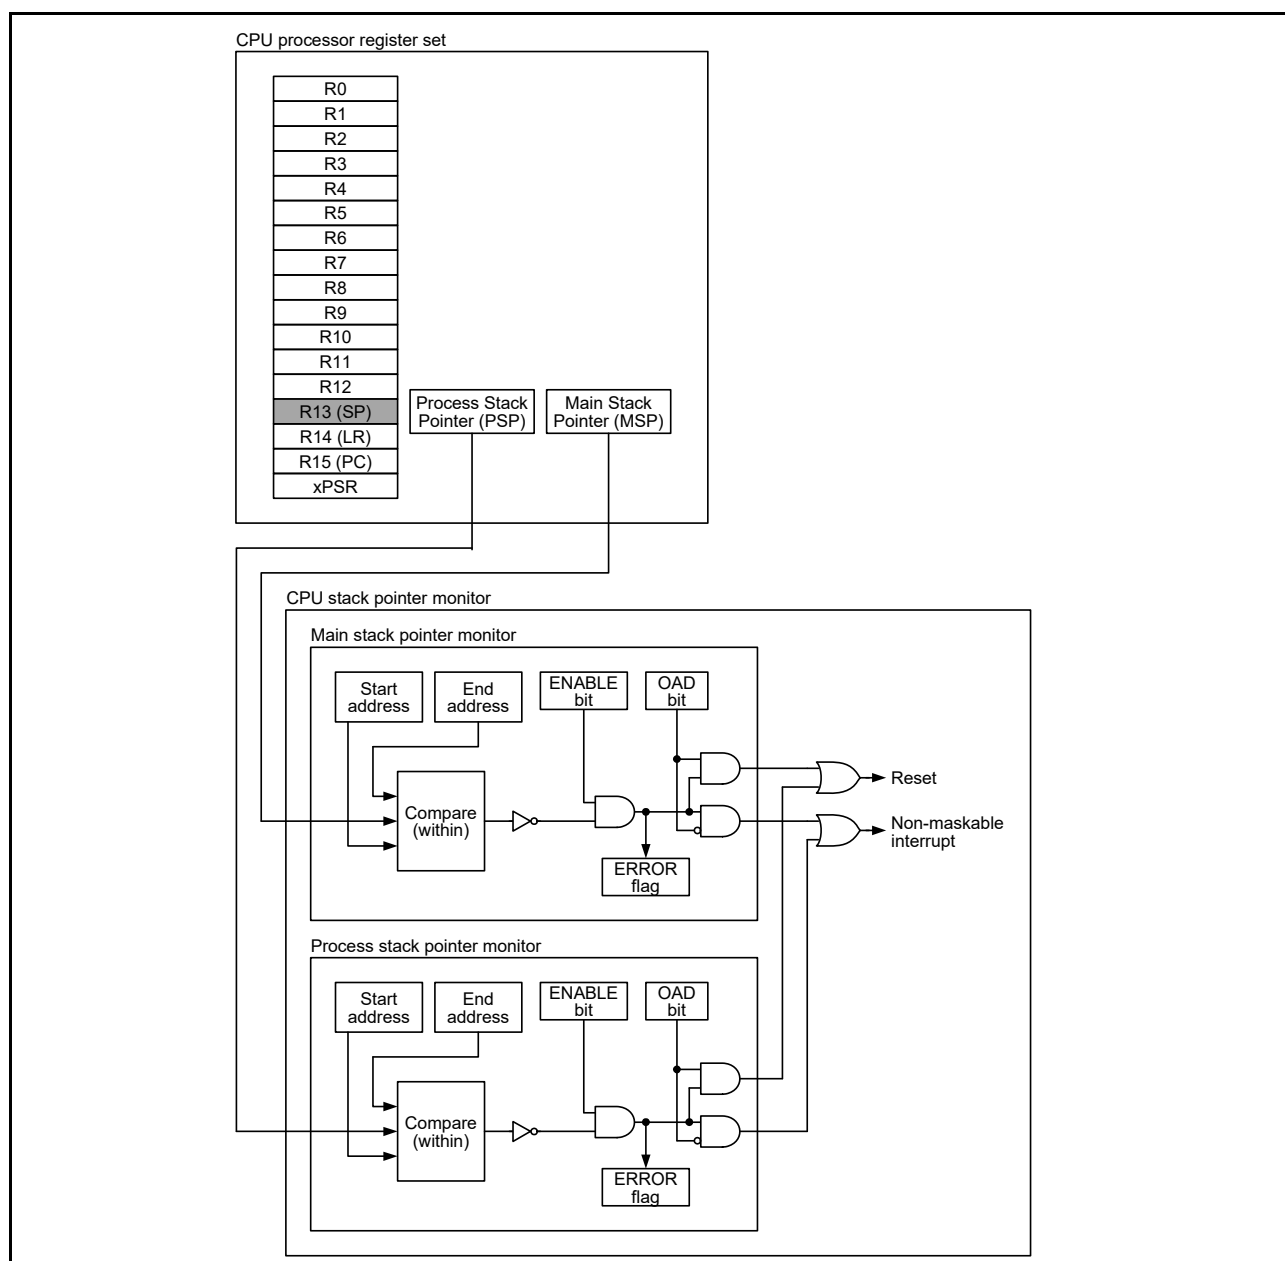 CPU processor register set
R0
R1
R2
R3
R4
R5
R6
R7
R8
R9
R10
R11
R12
R13 (SP)
R14 (LR)
R15 (PC)
xPSR
Process Stack
Pointer (PSP)
Main Stack
Pointer (MSP)
CPU stack pointer monitor
Main stack pointer monitor
Start
address
End
address
ENABLE
bit
OAD
bit
Compare
(within)
ERROR
flag
Reset
Non-maskable
interrupt
Process stack pointer monitor
Start
address
End
address
ENABLE
bit
OAD
bit
Compare
(within)
ERROR
flag